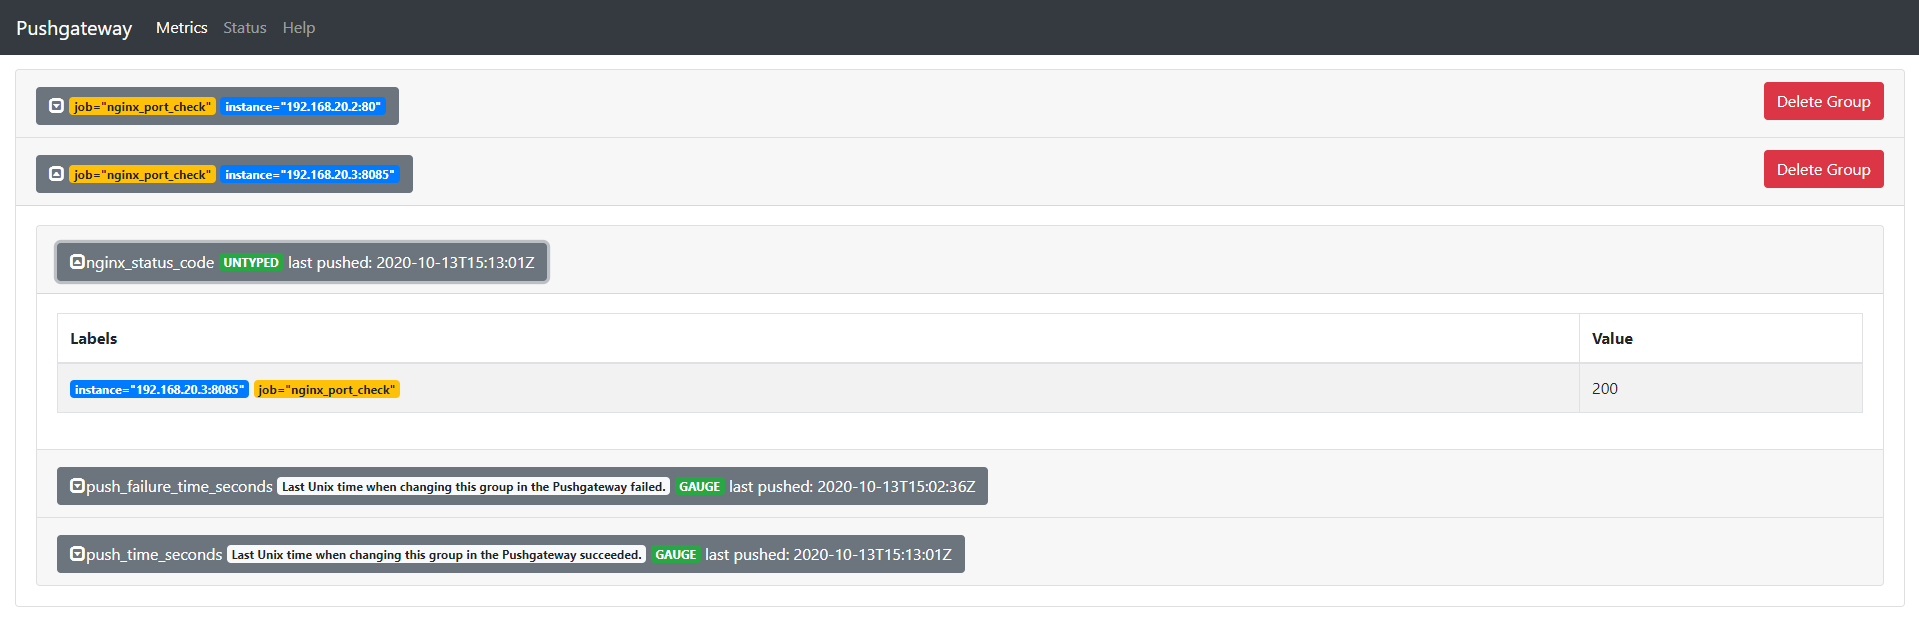 Pushgateway Metrics Status Help
job="nginx_port_check" instance="192.168.20.2:80" Delete Group
job="nginx_port_check" instance="192.168.20.3:8085" Delete Group
nginx_status_code UNTYPED last pushed: 2020-10-13T15:13:01Z
Labels Value
instance="192.168.20.3:8085" job="nginx_port_check" 200
push_failure_time_seconds Last Unix time when changing this group in the Pushgateway failed. GAUGE last pushed: 2020-10-13T15:02:36Z
push_time_seconds Last Unix time when changing this group in the Pushgateway succeeded. GAUGE last pushed: 2020-10-13T15:13:01Z